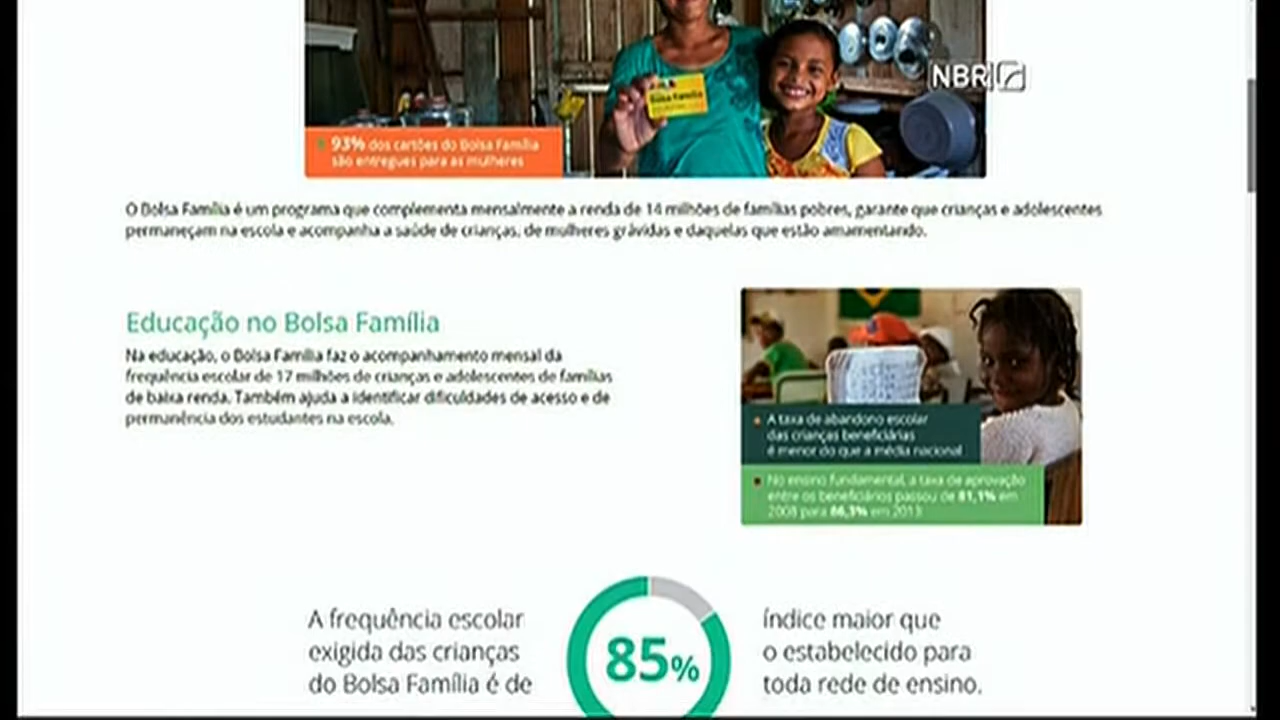 NBR
Bolsa Família
93% dos cartões do Bolsa Família
são entregues para as mulheres
O Bolsa Família é um programa que complementa mensalmente a renda de 14 milhões de famílias pobres, garante que crianças e adolescentes
permaneçam na escola e acompanha a saúde de crianças, de mulheres grávidas e daquelas que estão amamentando.
Educação no Bolsa Família
Na educação, o Bolsa Família faz o acompanhamento mensal da
frequência escolar de 17 milhões de crianças e adolescentes de famílias
de baixa renda. Também ajuda a identificar dificuldades de acesso e de
permanência dos estudantes na escola.
A taxa de abandono escolar
das crianças beneficiárias
é menor do que a média nacional
No ensino fundamental, a taxa de aprovação
entre os beneficiários passou de 81,1% em
2008 para 86,3% em 2013
A frequência escolar
exigida das crianças
do Bolsa Família é de
85%
índice maior que
o estabelecido para
toda rede de ensino.